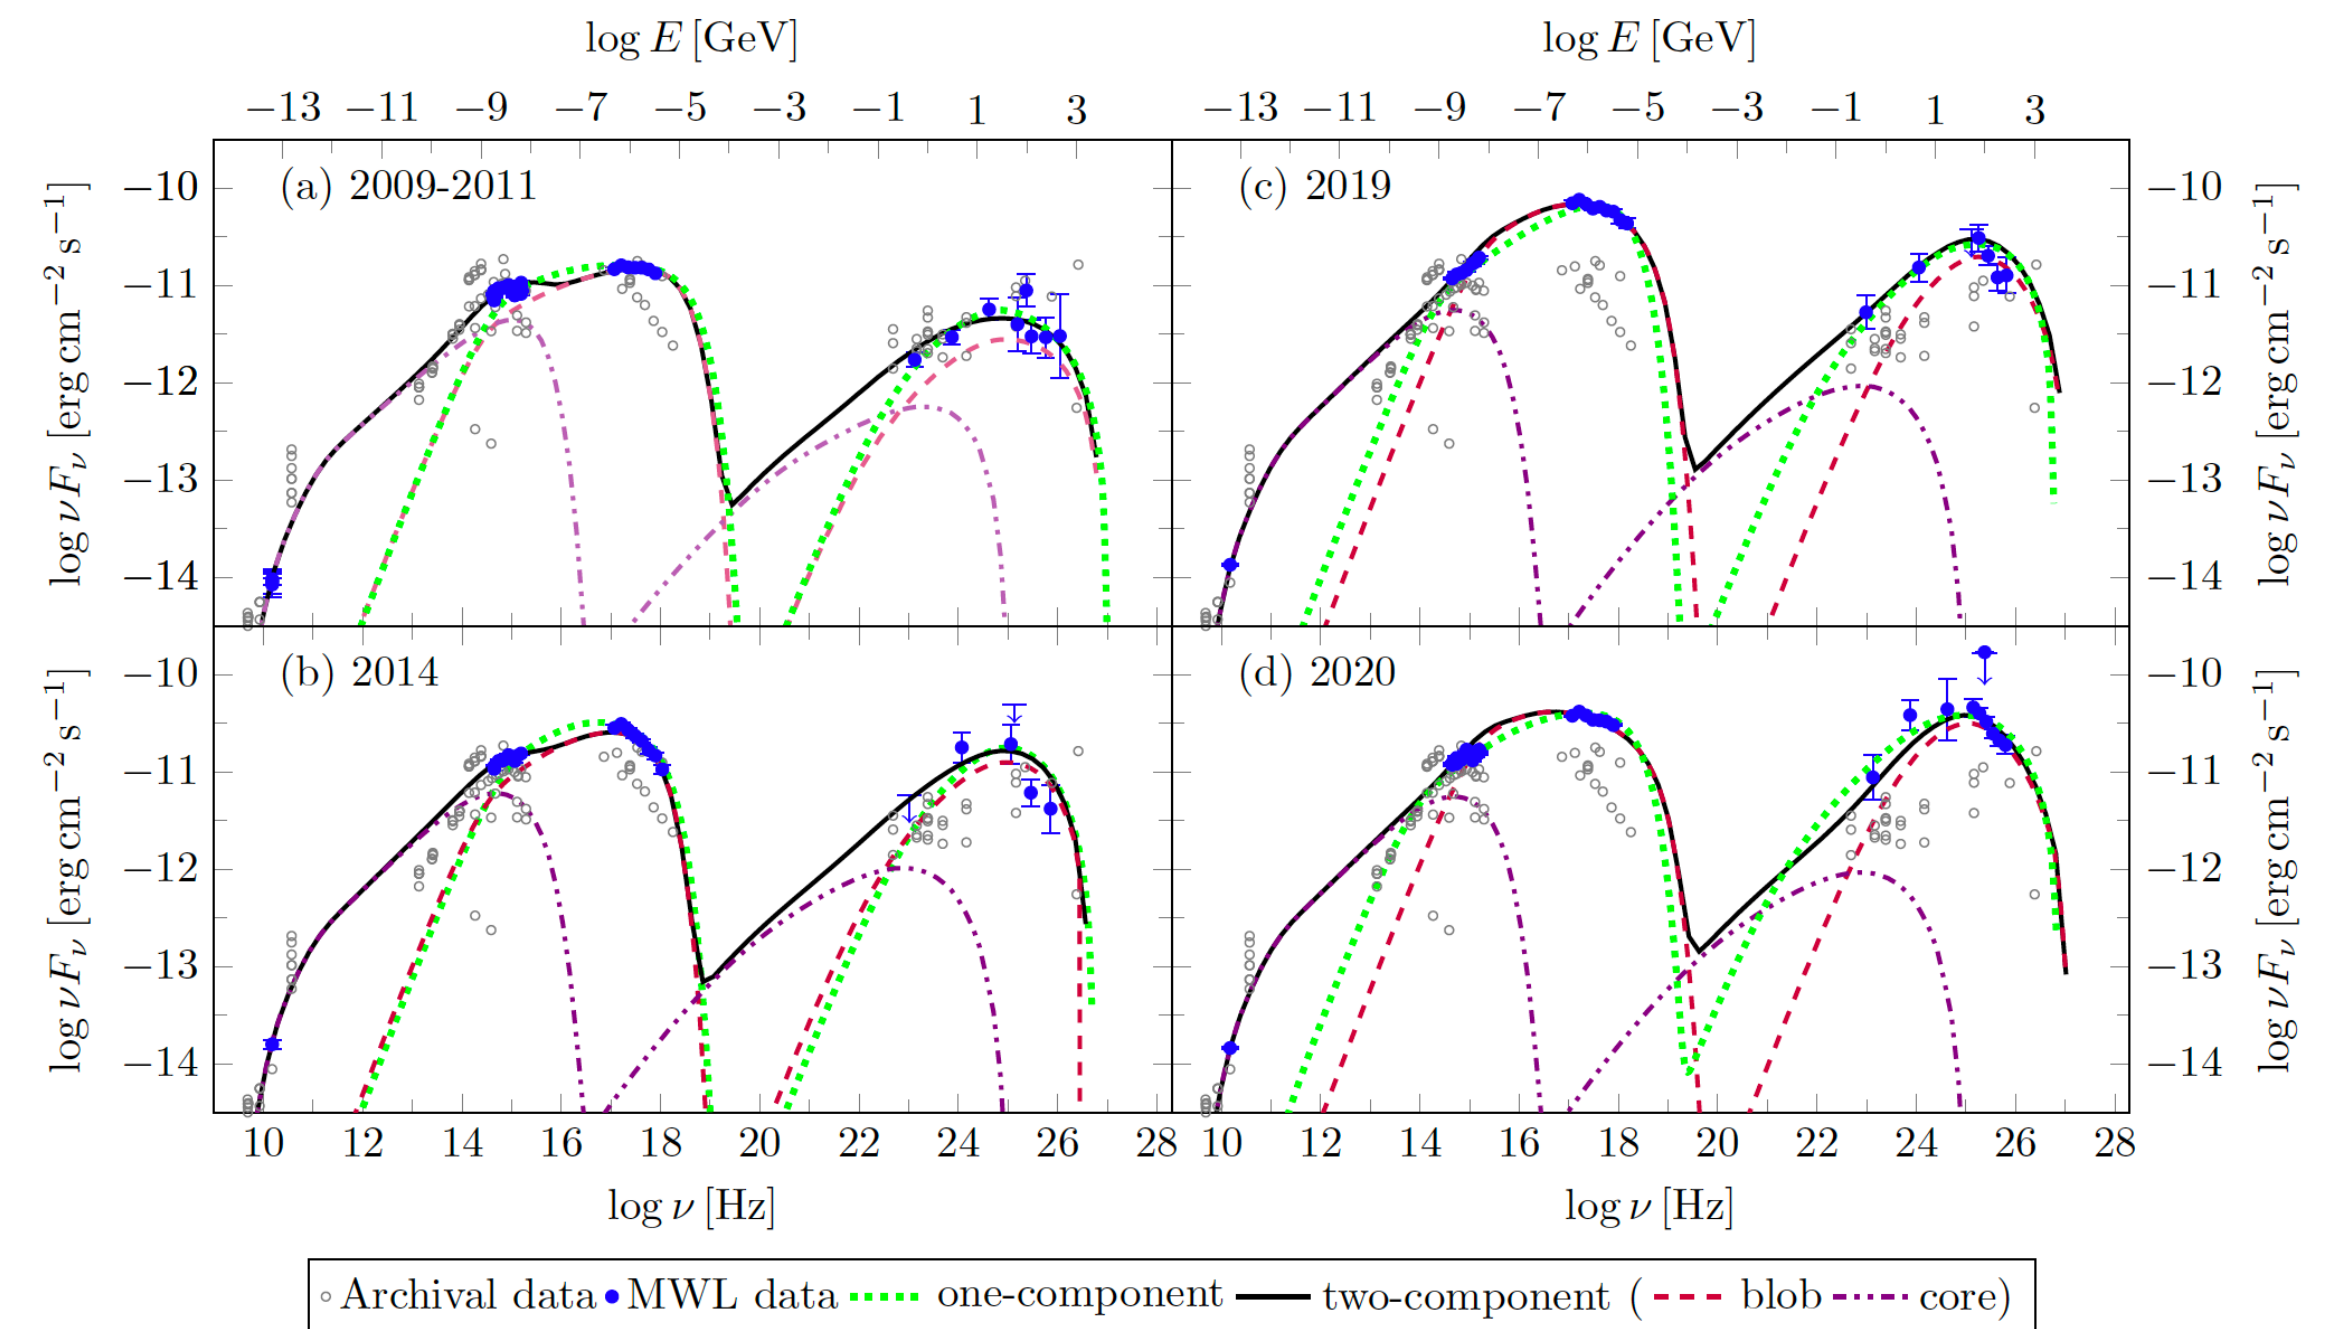 log E [GeV] log E [GeV]
−13 −11 −9 −7 −5 −3 −1 1 3 −13 −11 −9 −7 −5 −3 −1 1 3
(a) 2009-2011 (c) 2019
−10 −11 −12 −13 −14
log νFν [erg cm−2 s−1]
−10 −11 −12 −13 −14
log νFν [erg cm−2 s−1]
(b) 2014 (d) 2020
−10 −11 −12 −13 −14
log νFν [erg cm−2 s−1]
−10 −11 −12 −13 −14
log νFν [erg cm−2 s−1]
10 12 14 16 18 20 22 24 26 28 10 12 14 16 18 20 22 24 26 28
log ν [Hz] log ν [Hz]
Archival data MWL data one-component two-component ( blob core)